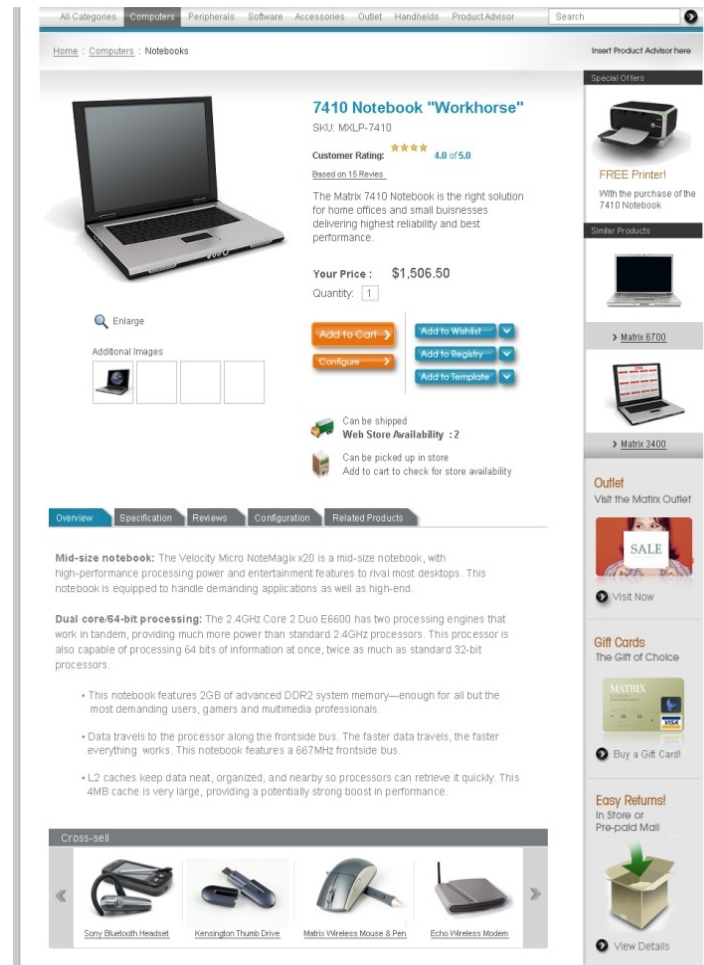 All Categories Computers Peripherals Software Accessories Outlet Handhelds Product Advisor Search
Home : Computers : Notebooks
Insert Product Advisor here
7410 Notebook "Workhorse"
SKU: MXLP-7410
Customer Rating: 4.0 of 5.0
Based on 15 Revies
The Matrix 7410 Notebook is the right solution
for home offices and small buisnesses
delivering highest reliability and best
performance.
Your Price : $1,506.50
Quantity: 1
Enlarge
Additional Images
Add to Cart
Configure
Add to Wishlist
Add to Registry
Add to Template
Can be shipped
Web Store Availability : 2
Can be picked up in store
Add to cart to check for store availability
Overview Specification Reviews Configuration Related Products
Mid-size notebook: The Velocity Micro NoteMagix x20 is a mid-size notebook, with
high-performance processing power and entertainment features to rival most desktops. This
notebook is equipped to handle demanding applications as well as high-end.
Dual core/64-bit processing: The 2.4GHz Core 2 Duo E6600 has two processing engines that
work in tandem, providing much more power than standard 2.4GHz processors. This processor is
also capable of processing 64 bits of information at once, twice as much as standard 32-bit
processors.
• This notebook features 2GB of advanced DDR2 system memory—enough for all but the
most demanding users, gamers and multimedia professionals.
• Data travels to the processor along the frontside bus. The faster data travels, the faster
everything works. This notebook features a 667MHz frontside bus.
• L2 caches keep data neat, organized, and nearby so processors can retrieve it quickly. This
4MB cache is very large, providing a potentially strong boost in performance.
Cross-sell
Sony Bluetooth Headset
Kensington Thumb Drive
Matrix Wireless Mouse & Pen
Echo Wireless Modem
Special Offers
FREE Printer!
With the purchase of the
7410 Notebook
Similar Products
Matrix 6700
Matrix 3400
Outlet
Visit the Matrix Outlet
SALE
Visit Now
Gift Cards
The Gift of Choice
MATRIX
VISA
Buy a Gift Card!
Easy Returns!
In Store or
Pre-paid Mail
View Details